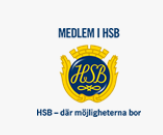 MEDLEM I HSB
HSB
HSB – där möjligheterna bor